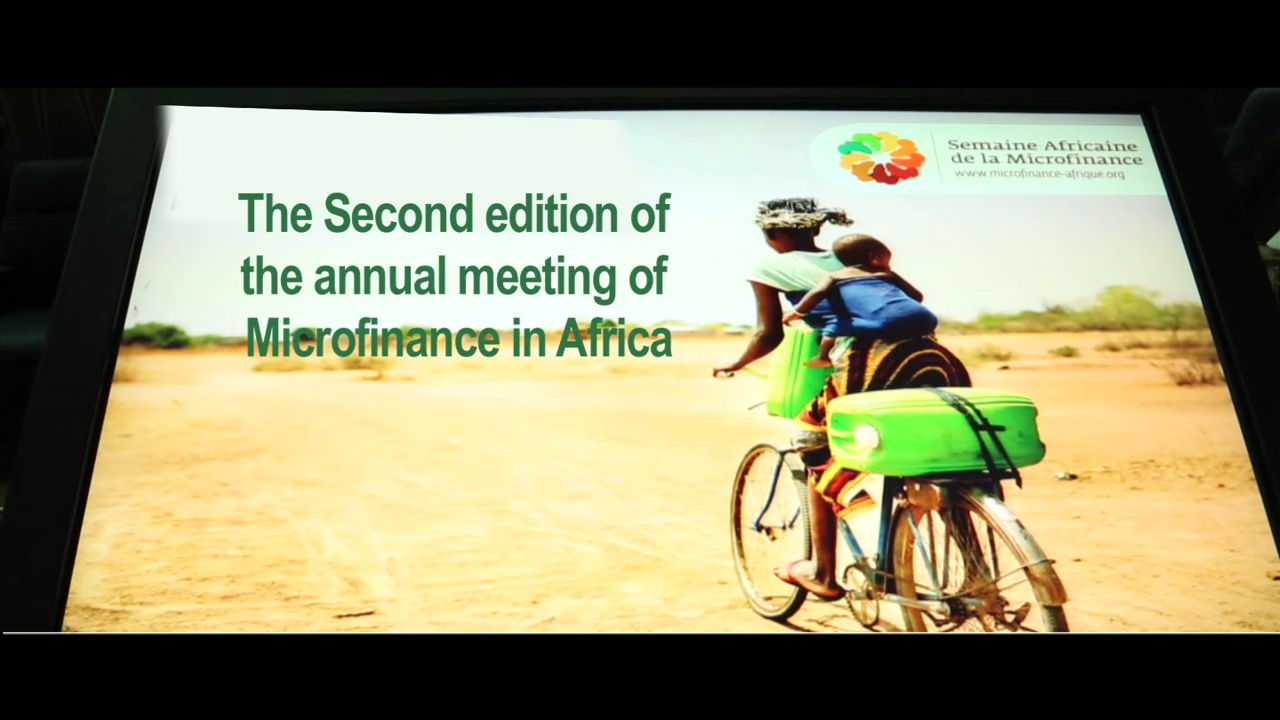 Semaine Africaine
de la Microfinance
www.microfinance-afrique.org
The Second edition of
the annual meeting of
Microfinance in Africa